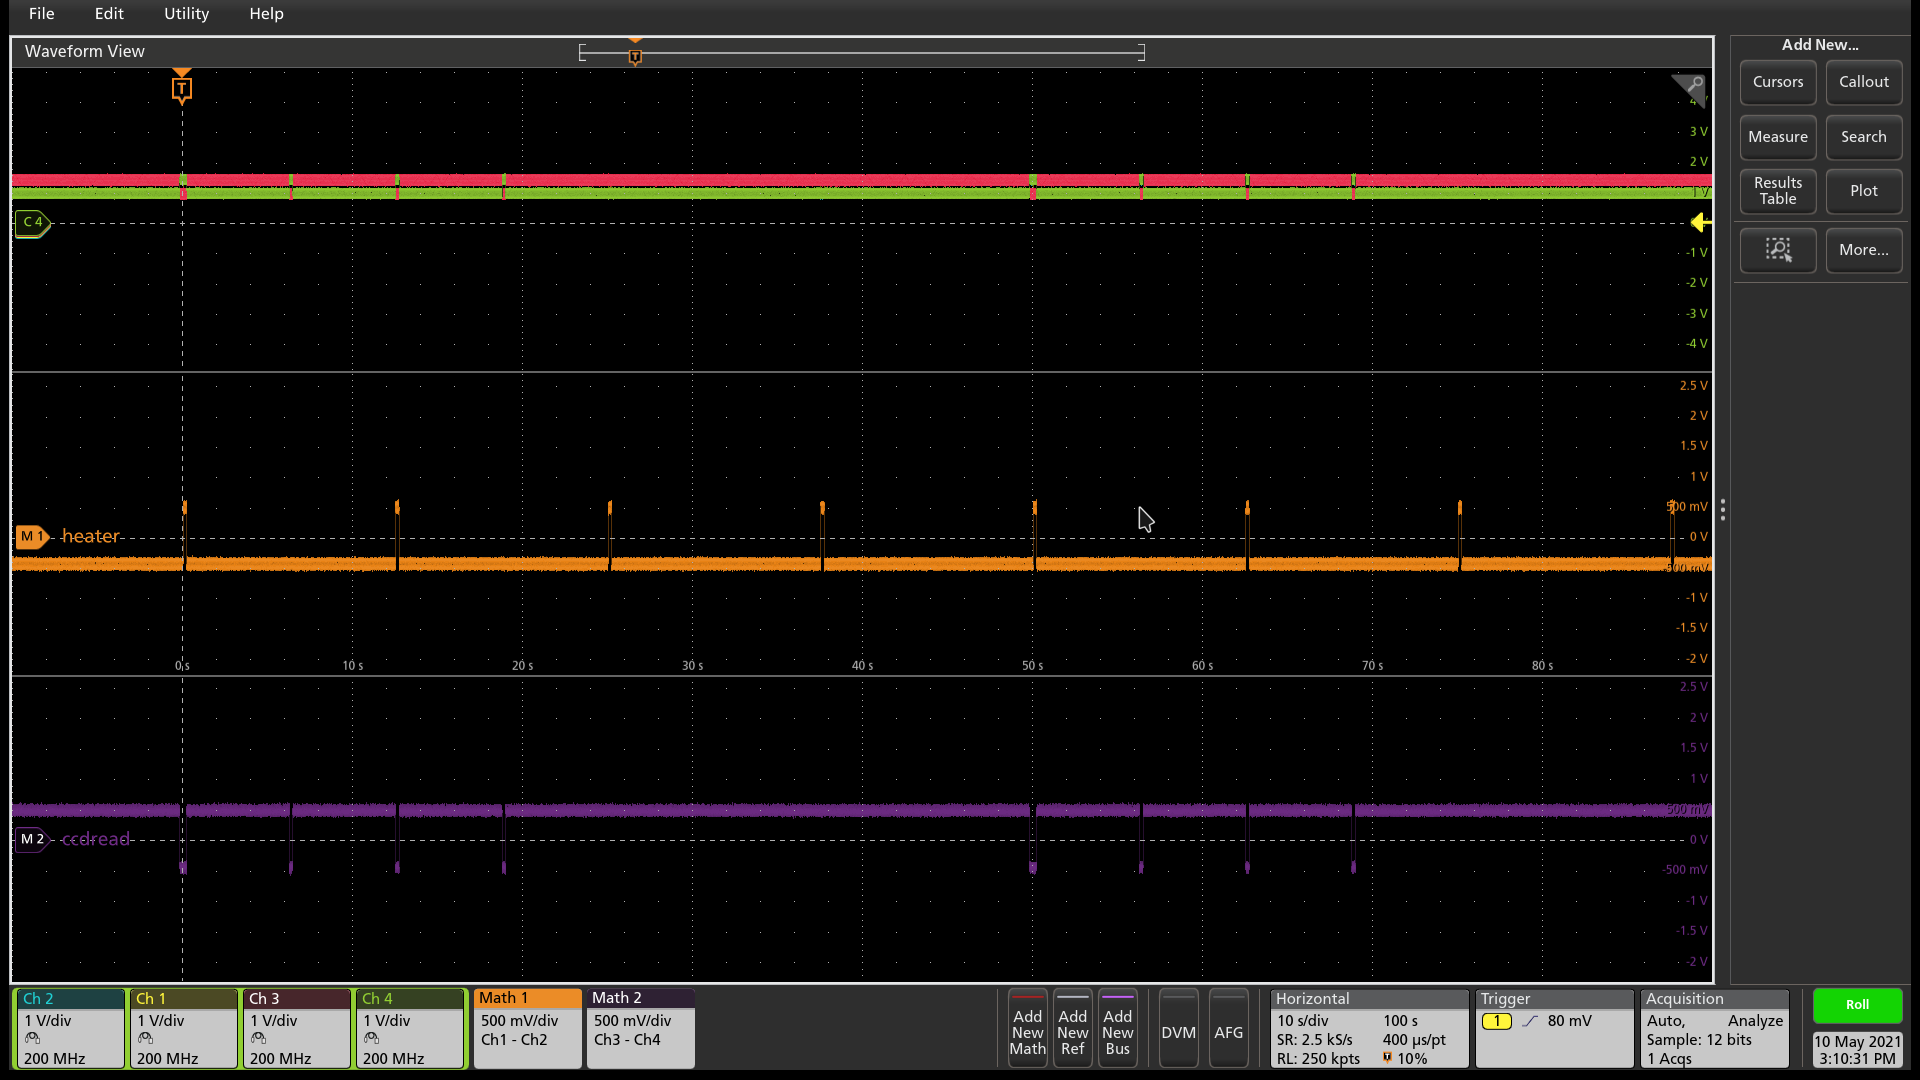 File Edit Utility Help
Waveform View
Add New...
Cursors Callout
Measure Search
Results Table Plot
More...
T
T
3 V
2 V
1 V
C 4
-1 V
-2 V
-3 V
-4 V
2.5 V
2 V
1.5 V
1 V
500 mV
M 1 heater
0 V
-500 mV
-1 V
-1.5 V
-2 V
0 s 10 s 20 s 30 s 40 s 50 s 60 s 70 s 80 s
2.5 V
2 V
1.5 V
1 V
500 mV
M 2 ccdread
0 V
-500 mV
-1 V
-1.5 V
-2 V
Ch 2
1 V/div
200 MHz
Ch 1
1 V/div
200 MHz
Ch 3
1 V/div
200 MHz
Ch 4
1 V/div
200 MHz
Math 1
500 mV/div
Ch1 - Ch2
Math 2
500 mV/div
Ch3 - Ch4
Add New Math
Add New Ref
Add New Bus
DVM
AFG
Horizontal
10 s/div 100 s
SR: 2.5 kS/s 400 µs/pt
RL: 250 kpts 10%
Trigger
1 80 mV
Acquisition
Auto, Analyze
Sample: 12 bits
1 Acqs
Roll
10 May 2021
3:10:31 PM